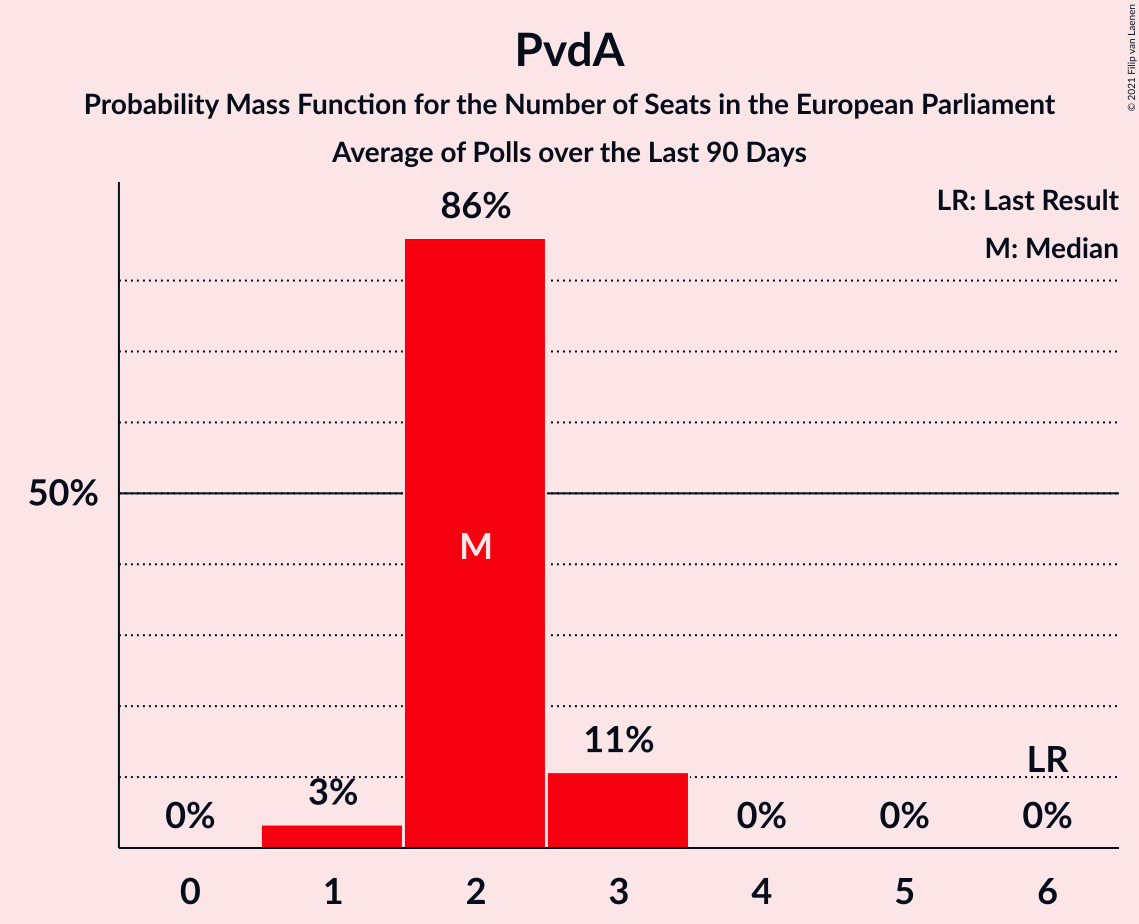 PvdA
Probability Mass Function for the Number of Seats in the European Parliament
Average of Polls over the Last 90 Days
© 2021 Filip van Laenen
LR: Last Result
M: Median
86%
50%
M
11%
LR
3%
0%
0%
0%
0%
0 1 2 3 4 5 6